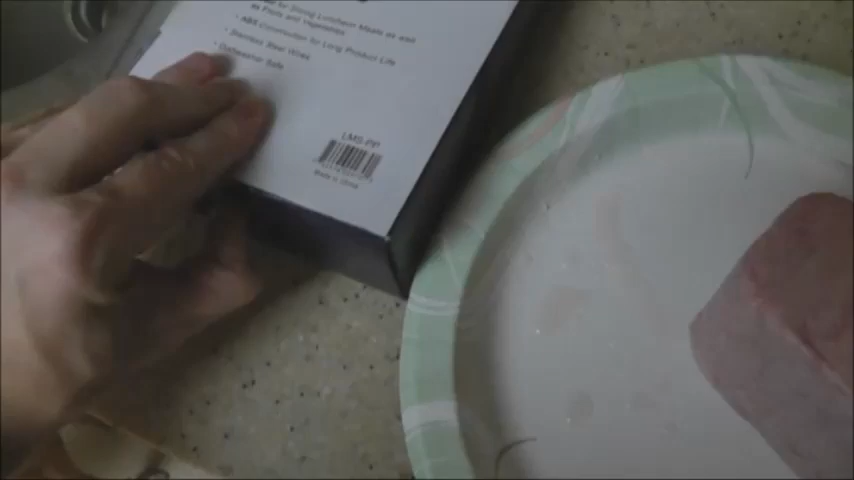 for Slicing Luncheon Meats as well
as Fruits and Vegetables
• ABS Construction for Long Product Life
• Stainless Steel Wires
• Dishwasher Safe
LMS-PP
Made in China